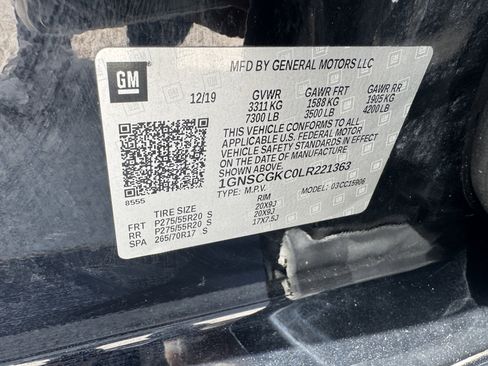 GM
MFD BY GENERAL MOTORS LLC
12/19 GVWR GAWR FRT GAWR RR
3311 KG 1588 KG 1905 KG
7300 LB 3500 LB 4200 LB
THIS VEHICLE CONFORMS TO ALL
APPLICABLE U.S. FEDERAL MOTOR
VEHICLE SAFETY STANDARDS IN EFFECT
ON THE DATE OF MANUFACTURE
SHOWN ABOVE.
1GNSCGKC0LR221363
8555 TYPE: M.P.V. MODEL: 03CC15906
TIRE SIZE RIM
FRT P275/55R20 S 20X9J
RR P275/55R20 S 20X9J
SPA 265/70R17 S 17X7.5J